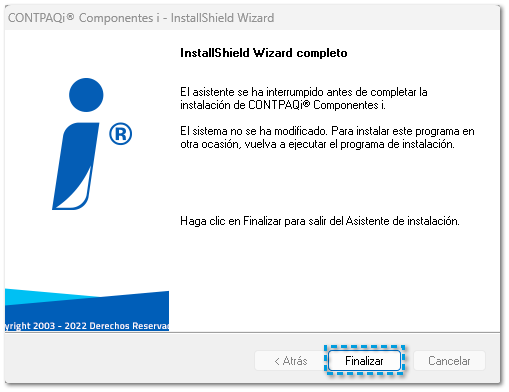 CONTPAQi® Componentes i - InstallShield Wizard
InstallShield Wizard completo
El asistente se ha interrumpido antes de completar la
instalación de CONTPAQi® Componentes i.
El sistema no se ha modificado. Para instalar este programa en
otra ocasión, vuelva a ejecutar el programa de instalación.
®
Haga clic en Finalizar para salir del Asistente de instalación.
yright 2003 - 2022 Derechos Reservad
< Atrás
Finalizar
Cancelar